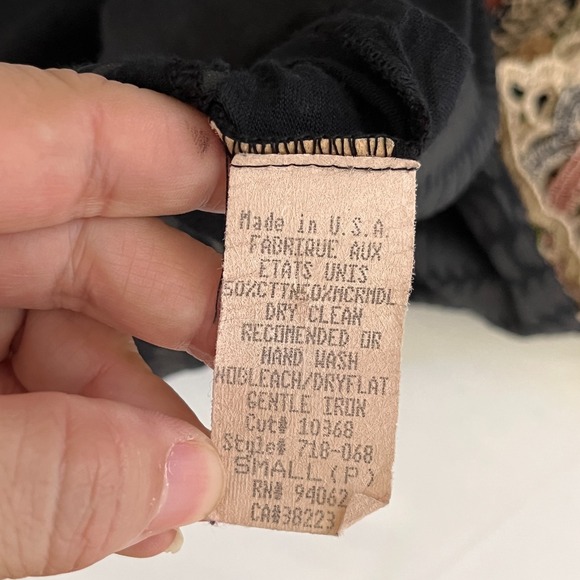 Made in U.S.A.
FABRIQUE AUX
ETATS UNIS
50%CTTN50%MCRMDL
DRY CLEAN
RECOMENDED OR
HAND WASH
NOBLEACH/DRYFLAT
GENTLE IRON
Cut# 10368
Style# 718-068
SMALL(P)
RN# 94062
CA#38223